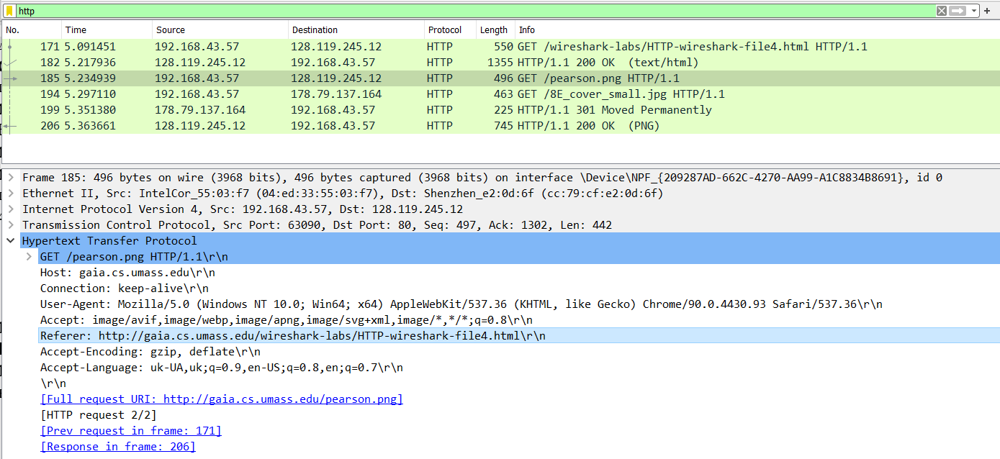 http
No. Time Source Destination Protocol Length Info
171 5.091451 192.168.43.57 128.119.245.12 HTTP 550 GET /wireshark-labs/HTTP-wireshark-file4.html HTTP/1.1
182 5.217936 128.119.245.12 192.168.43.57 HTTP 1355 HTTP/1.1 200 OK (text/html)
185 5.234939 192.168.43.57 128.119.245.12 HTTP 496 GET /pearson.png HTTP/1.1
194 5.297110 192.168.43.57 178.79.137.164 HTTP 463 GET /8E_cover_small.jpg HTTP/1.1
199 5.351380 178.79.137.164 192.168.43.57 HTTP 225 HTTP/1.1 301 Moved Permanently
206 5.363661 128.119.245.12 192.168.43.57 HTTP 745 HTTP/1.1 200 OK (PNG)
Frame 185: 496 bytes on wire (3968 bits), 496 bytes captured (3968 bits) on interface \Device\NPF_{209287AD-662C-4270-AA99-A1C8834B8691}, id 0
Ethernet II, Src: IntelCor_55:03:f7 (04:ed:33:55:03:f7), Dst: Shenzhen_e2:0d:6f (cc:79:cf:e2:0d:6f)
Internet Protocol Version 4, Src: 192.168.43.57, Dst: 128.119.245.12
Transmission Control Protocol, Src Port: 63090, Dst Port: 80, Seq: 497, Ack: 1302, Len: 442
Hypertext Transfer Protocol
GET /pearson.png HTTP/1.1\r\n
Host: gaia.cs.umass.edu\r\n
Connection: keep-alive\r\n
User-Agent: Mozilla/5.0 (Windows NT 10.0; Win64; x64) AppleWebKit/537.36 (KHTML, like Gecko) Chrome/90.0.4430.93 Safari/537.36\r\n
Accept: image/avif,image/webp,image/apng,image/svg+xml,image/*,*/*;q=0.8\r\n
Referer: http://gaia.cs.umass.edu/wireshark-labs/HTTP-wireshark-file4.html\r\n
Accept-Encoding: gzip, deflate\r\n
Accept-Language: uk-UA,uk;q=0.9,en-US;q=0.8,en;q=0.7\r\n
\r\n
[Full request URI: http://gaia.cs.umass.edu/pearson.png]
[HTTP request 2/2]
[Prev request in frame: 171]
[Response in frame: 206]